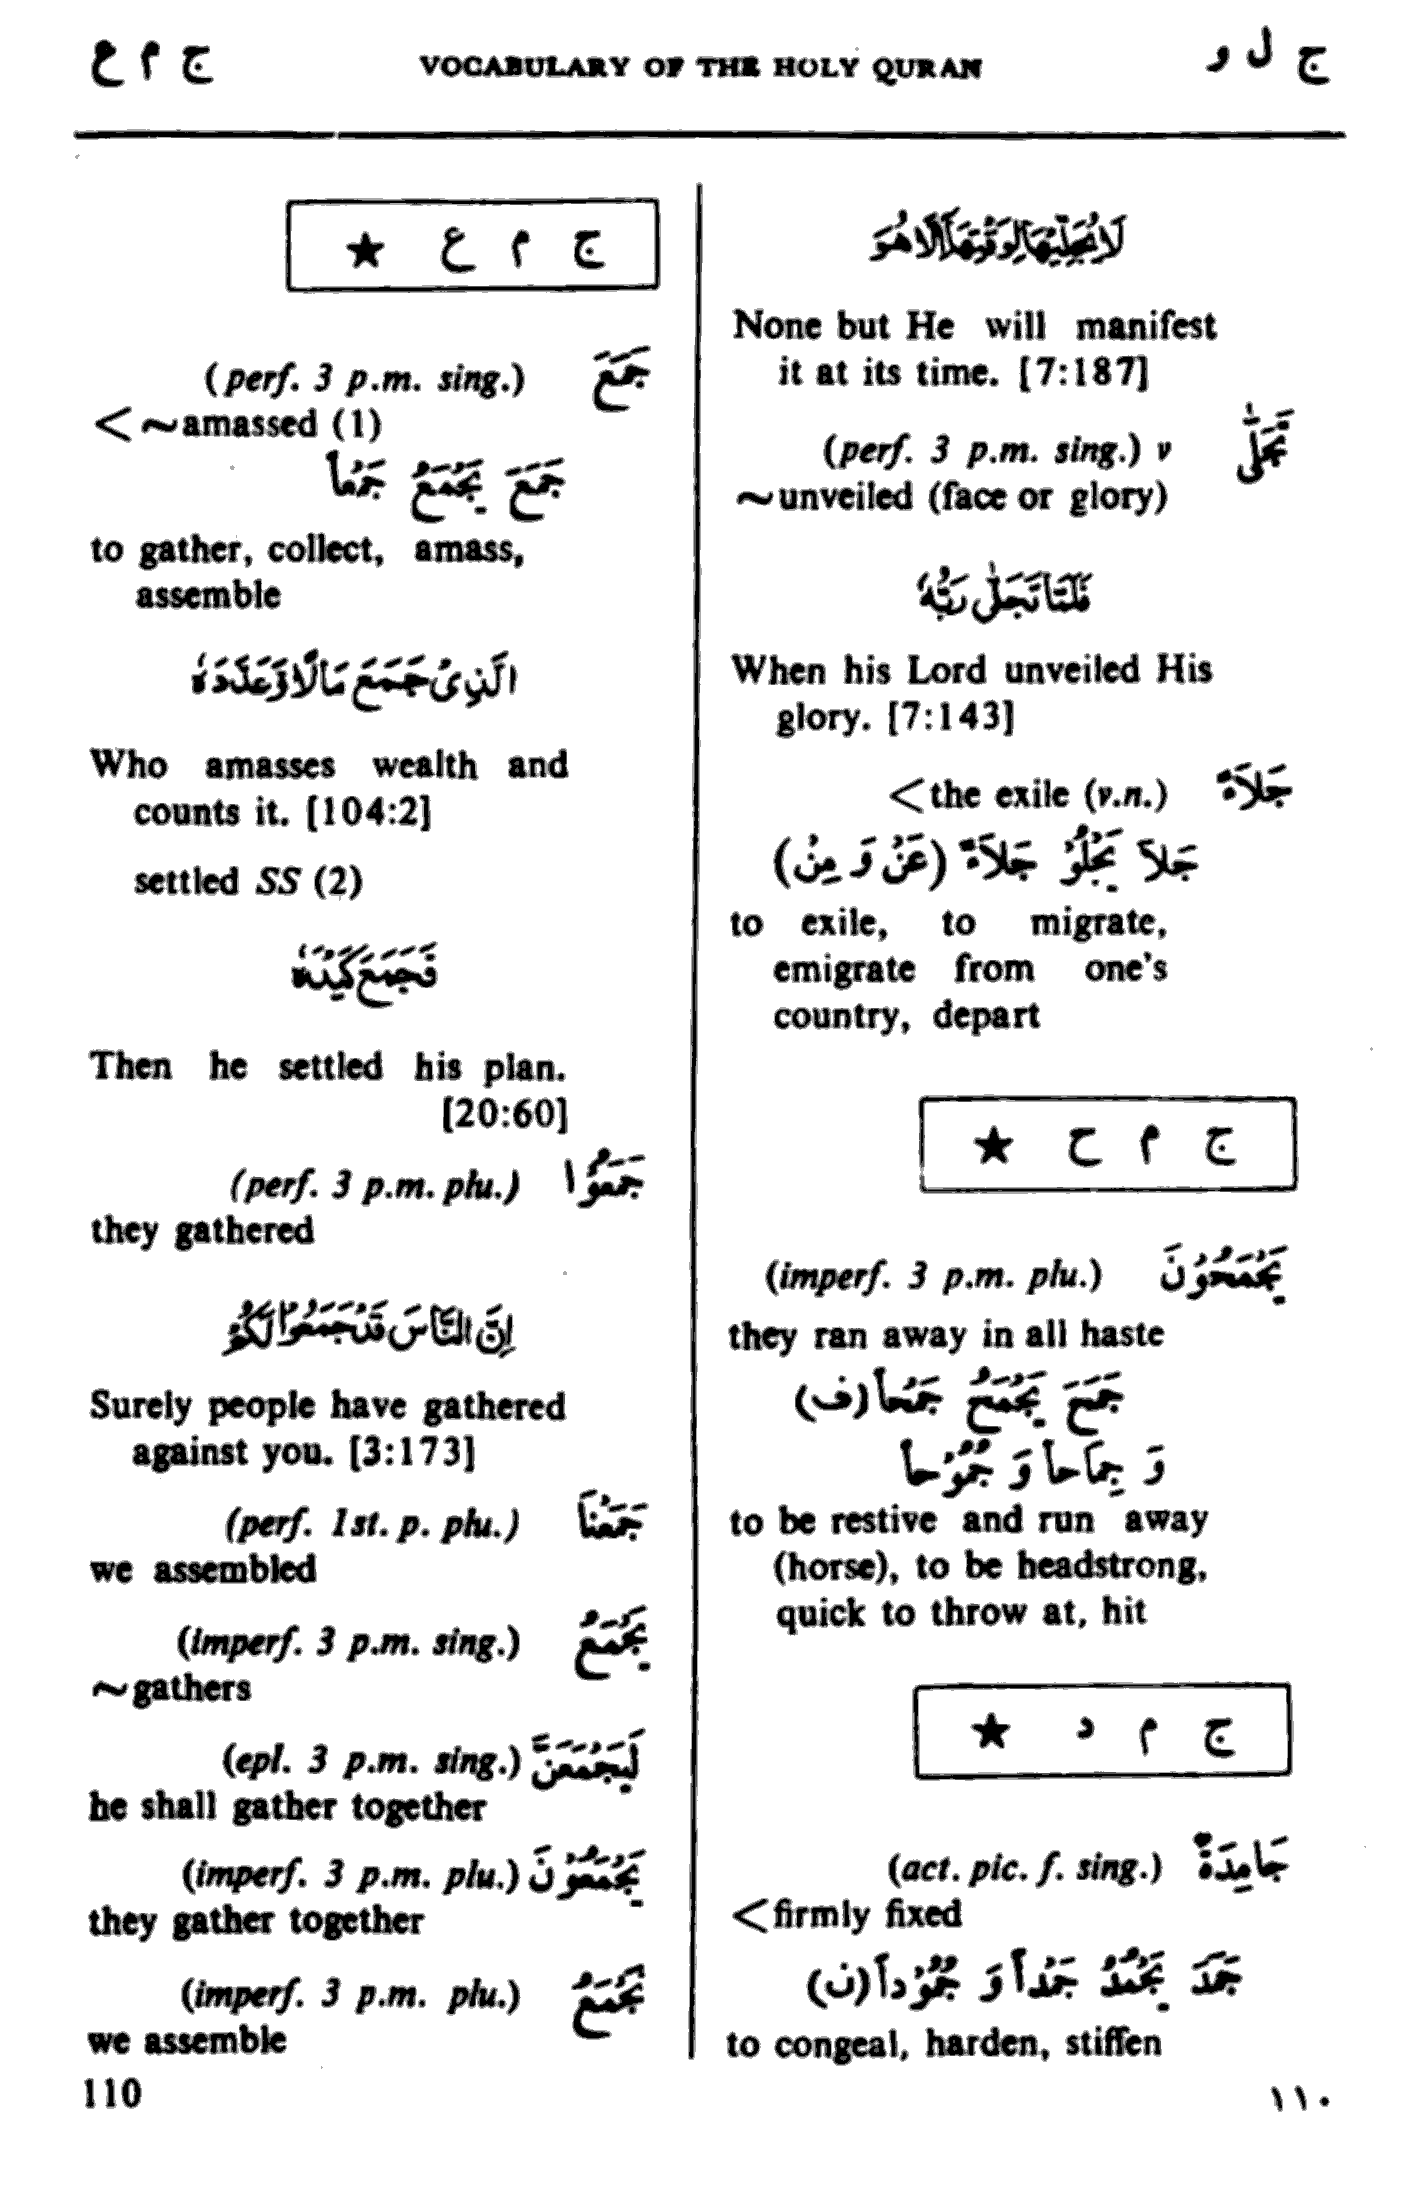 ج م ع VOCABULARY OF THE HOLY QURAN ج ل و
لَا يُجَلِّيْهَا لِوَقْتِهَا اِلَّا هُوَ
None but He will manifest
it at its time. [7:187]
(perf. 3 p.m. sing.) v تَجَلّٰى
~unveiled (face or glory)
فَلَمَّا تَجَلّٰى رَبُّهٗ
When his Lord unveiled His
glory. [7:143]
<the exile (v.n.) جَلَاءٌ
جَلَا يَجْلُوْ جَلَاءً (عَنْ وَ مِنْ)
to exile, to migrate,
emigrate from one's
country, depart
★ ج م ح
(imperf. 3 p.m. plu.) يَجْمَحُوْنَ
they ran away in all haste
جَمَحَ يَجْمَحُ جَمْحاً (ف)
وَ جِمَاحاً وَ جُمُوْحاً
to be restive and run away
(horse), to be headstrong,
quick to throw at, hit
★ ج م د
(act. pic. f. sing.) جَامِدَةٌ
<firmly fixed
جَمَدَ يَجْمُدُ جَمْداً وَ جُمُوْداً (ن)
to congeal, harden, stiffen
★ ج م ع
(perf. 3 p.m. sing.) جَمَعَ
<~amassed (1)
جَمَعَ يَجْمَعُ جَمْعاً
to gather, collect, amass,
assemble
الَّذِىْ جَمَعَ مَالًا وَّعَدَّدَهٗ
Who amasses wealth and
counts it. [104:2]
settled SS (2)
فَجَمَعَ كَيْدَهٗ
Then he settled his plan.
[20:60]
(perf. 3 p.m. plu.) جَمَعُوْا
they gathered
اِنَّ النَّاسَ قَدْ جَمَعُوْا لَكُمْ
Surely people have gathered
against you. [3:173]
(perf. 1st. p. plu.) جَمَعْنَا
we assembled
(imperf. 3 p.m. sing.) يَجْمَعُ
~gathers
(epl. 3 p.m. sing.) لَيَجْمَعَنَّ
he shall gather together
(imperf. 3 p.m. plu.) يَجْمَعُوْنَ
they gather together
(imperf. 3 p.m. plu.) نَجْمَعُ
we assemble
110 ١١٠